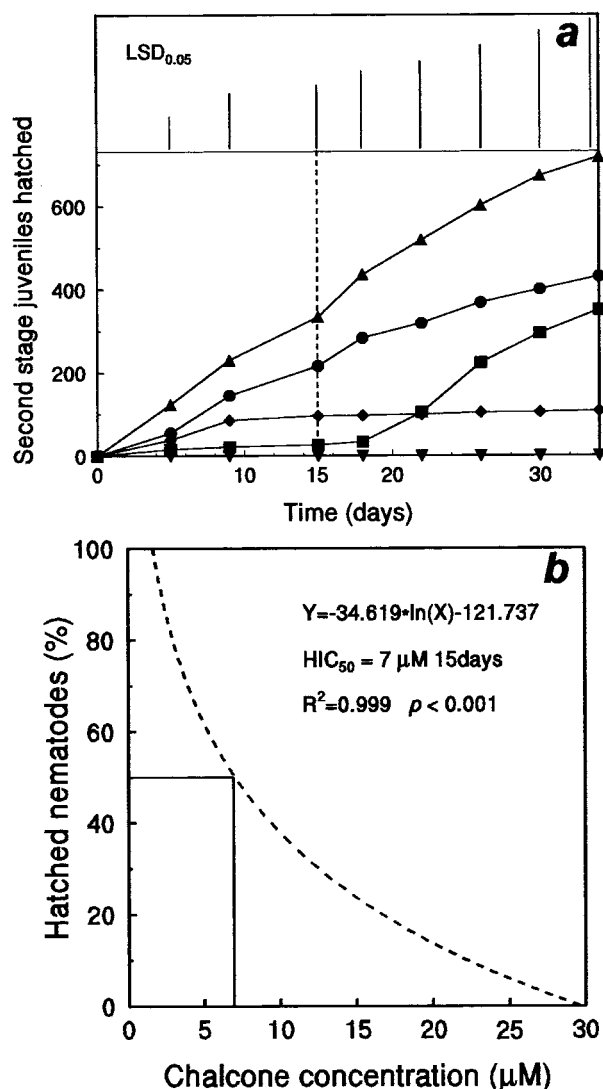 a
LSD0.05
Second stage juveniles hatched
600
400
200
0
0 10 20 30
Time (days)
b
Y=-34.619*ln(X)-121.737
HIC50 = 7 µM 15days
R2=0.999 p < 0.001
Hatched nematodes (%)
100
80
60
40
20
0
0 5 10 15 20 25 30
Chalcone concentration (µM)